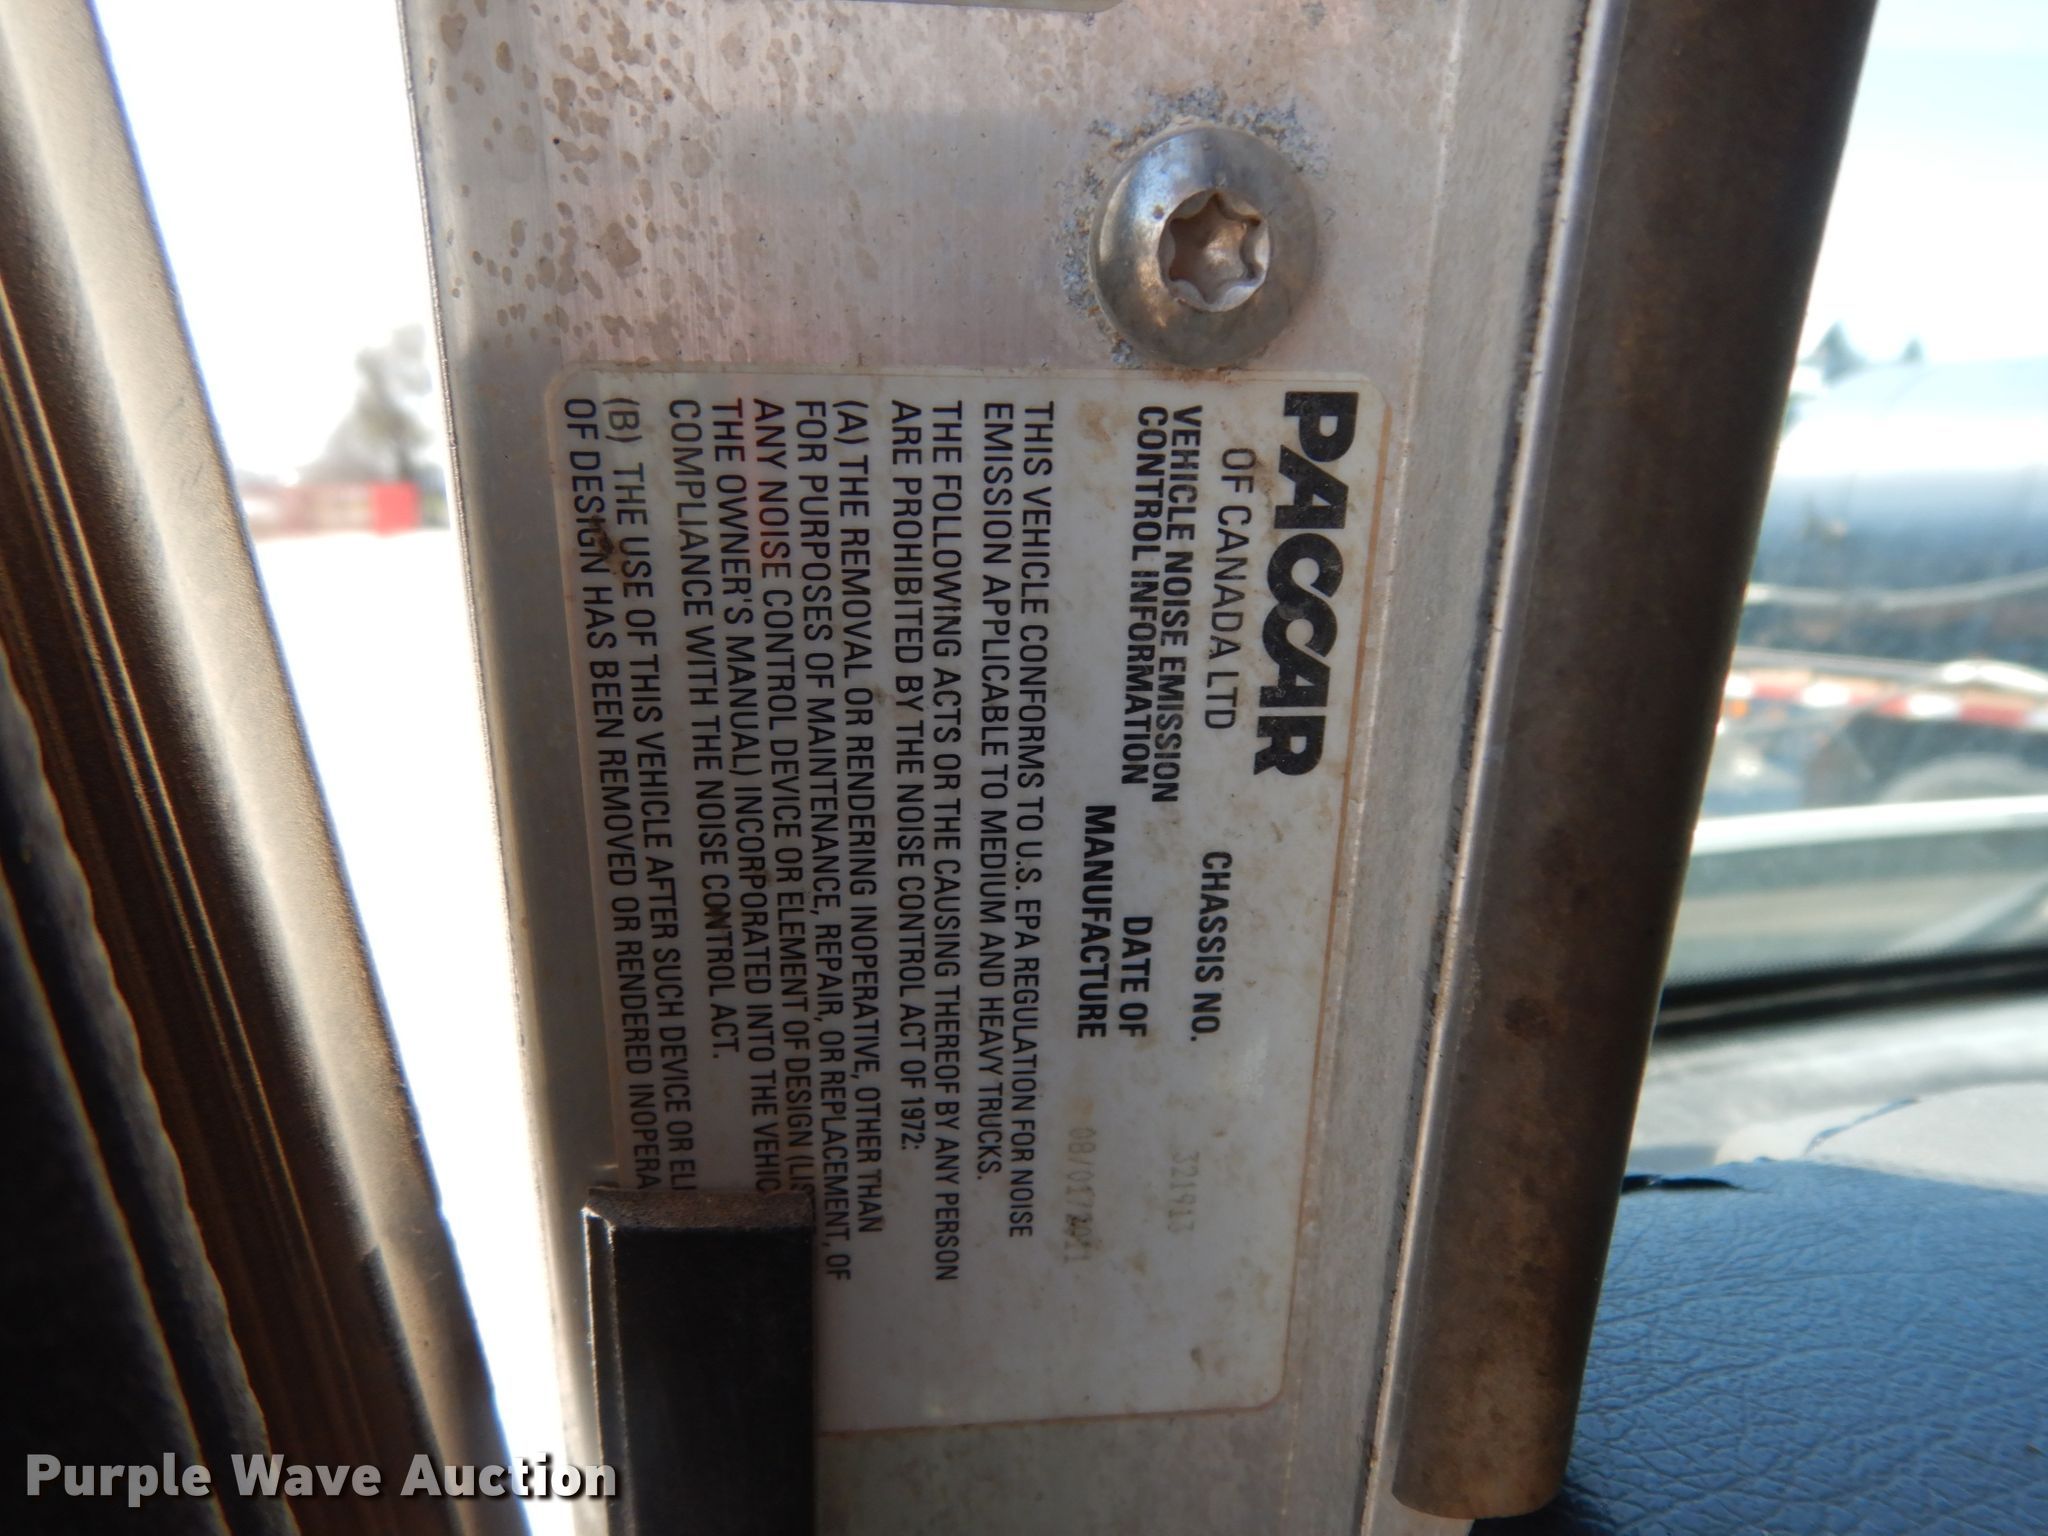 PACCAR
OF CANADA LTD
VEHICLE NOISE EMISSION
CONTROL INFORMATION
CHASSIS NO. 321913
DATE OF
MANUFACTURE
THIS VEHICLE CONFORMS TO U.S. EPA REGULATION FOR NOISE
EMISSION APPLICABLE TO MEDIUM AND HEAVY TRUCKS.
THE FOLLOWING ACTS OR THE CAUSING THEREOF BY ANY PERSON
ARE PROHIBITED BY THE NOISE CONTROL ACT OF 1972:
(A) THE REMOVAL OR RENDERING INOPERATIVE, OTHER THAN
FOR PURPOSES OF MAINTENANCE, REPAIR, OR REPLACEMENT, OF
ANY NOISE CONTROL DEVICE OR ELEMENT OF DESIGN (LIS
THE OWNER'S MANUAL) INCORPORATED INTO THE VEHIC
COMPLIANCE WITH THE NOISE CONTROL ACT.
(B) THE USE OF THIS VEHICLE AFTER SUCH DEVICE OR EL
OF DESIGN HAS BEEN REMOVED OR RENDERED INOPERA
Purple Wave Auction